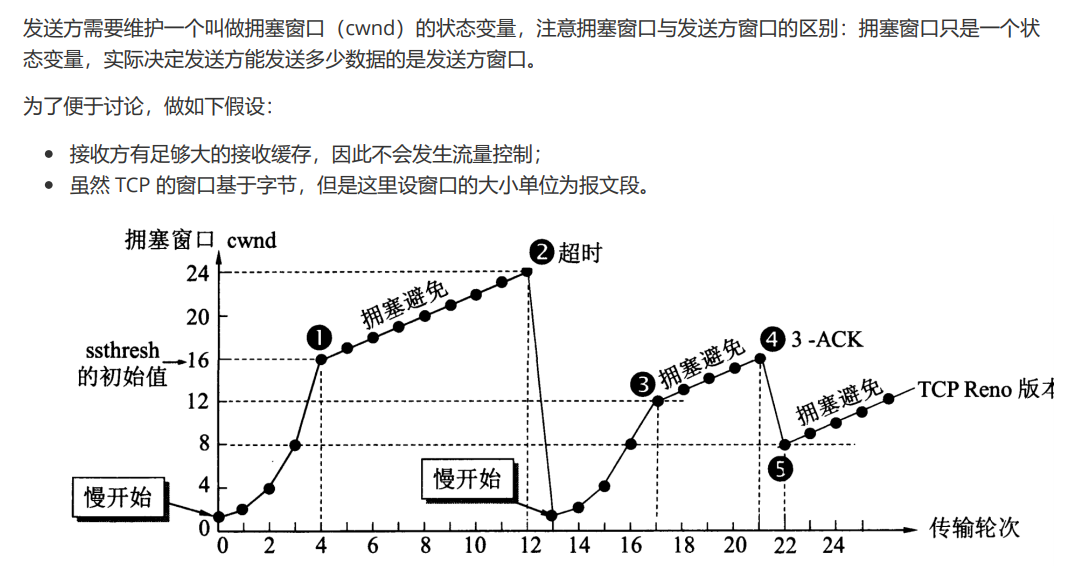 发送方需要维护一个叫做拥塞窗口（cwnd）的状态变量，注意拥塞窗口与发送方窗口的区别：拥塞窗口只是一个状
态变量，实际决定发送方能发送多少数据的是发送方窗口。
为了便于讨论，做如下假设：
• 接收方有足够大的接收缓存，因此不会发生流量控制；
• 虽然 TCP 的窗口基于字节，但是这里设窗口的大小单位为报文段。
拥塞窗口 cwnd
❷ 超时
24
拥塞避免
20
❶
❹ 3 -ACK
ssthresh
的初始值
16
❸ 拥塞避免
拥塞避免
TCP Reno 版本
12
8
❺
慢开始
慢开始
4
0
0 2 4 6 8 10 12 14 16 18 20 22 24
传输轮次